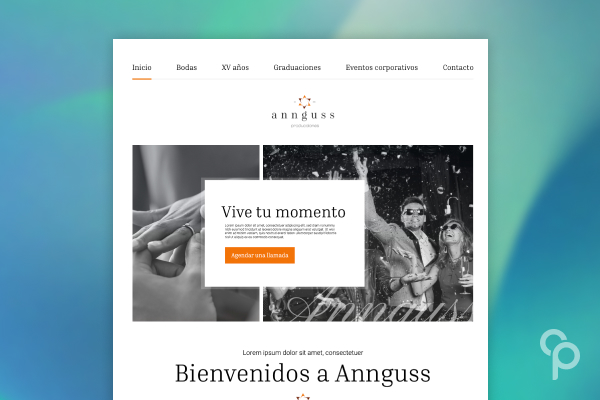 Inicio Bodas XV años Graduaciones Eventos corporativos Contacto
annguss
producciones
Vive tu momento
Agendar una llamada
Annguss
Lorem ipsum dolor sit amet, consectetuer
Bienvenidos a Annguss